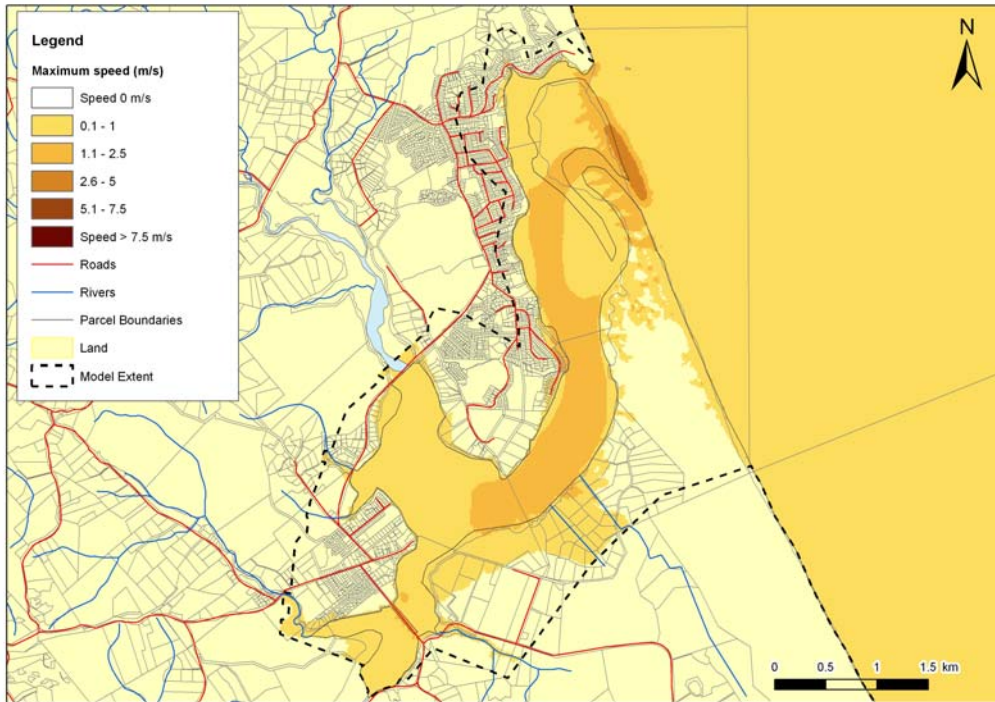 Legend
Maximum speed (m/s)
Speed 0 m/s
0.1 - 1
1.1 - 2.5
2.6 - 5
5.1 - 7.5
Speed > 7.5 m/s
Roads
Rivers
Parcel Boundaries
Land
Model Extent
N
0 0.5 1 1.5 km